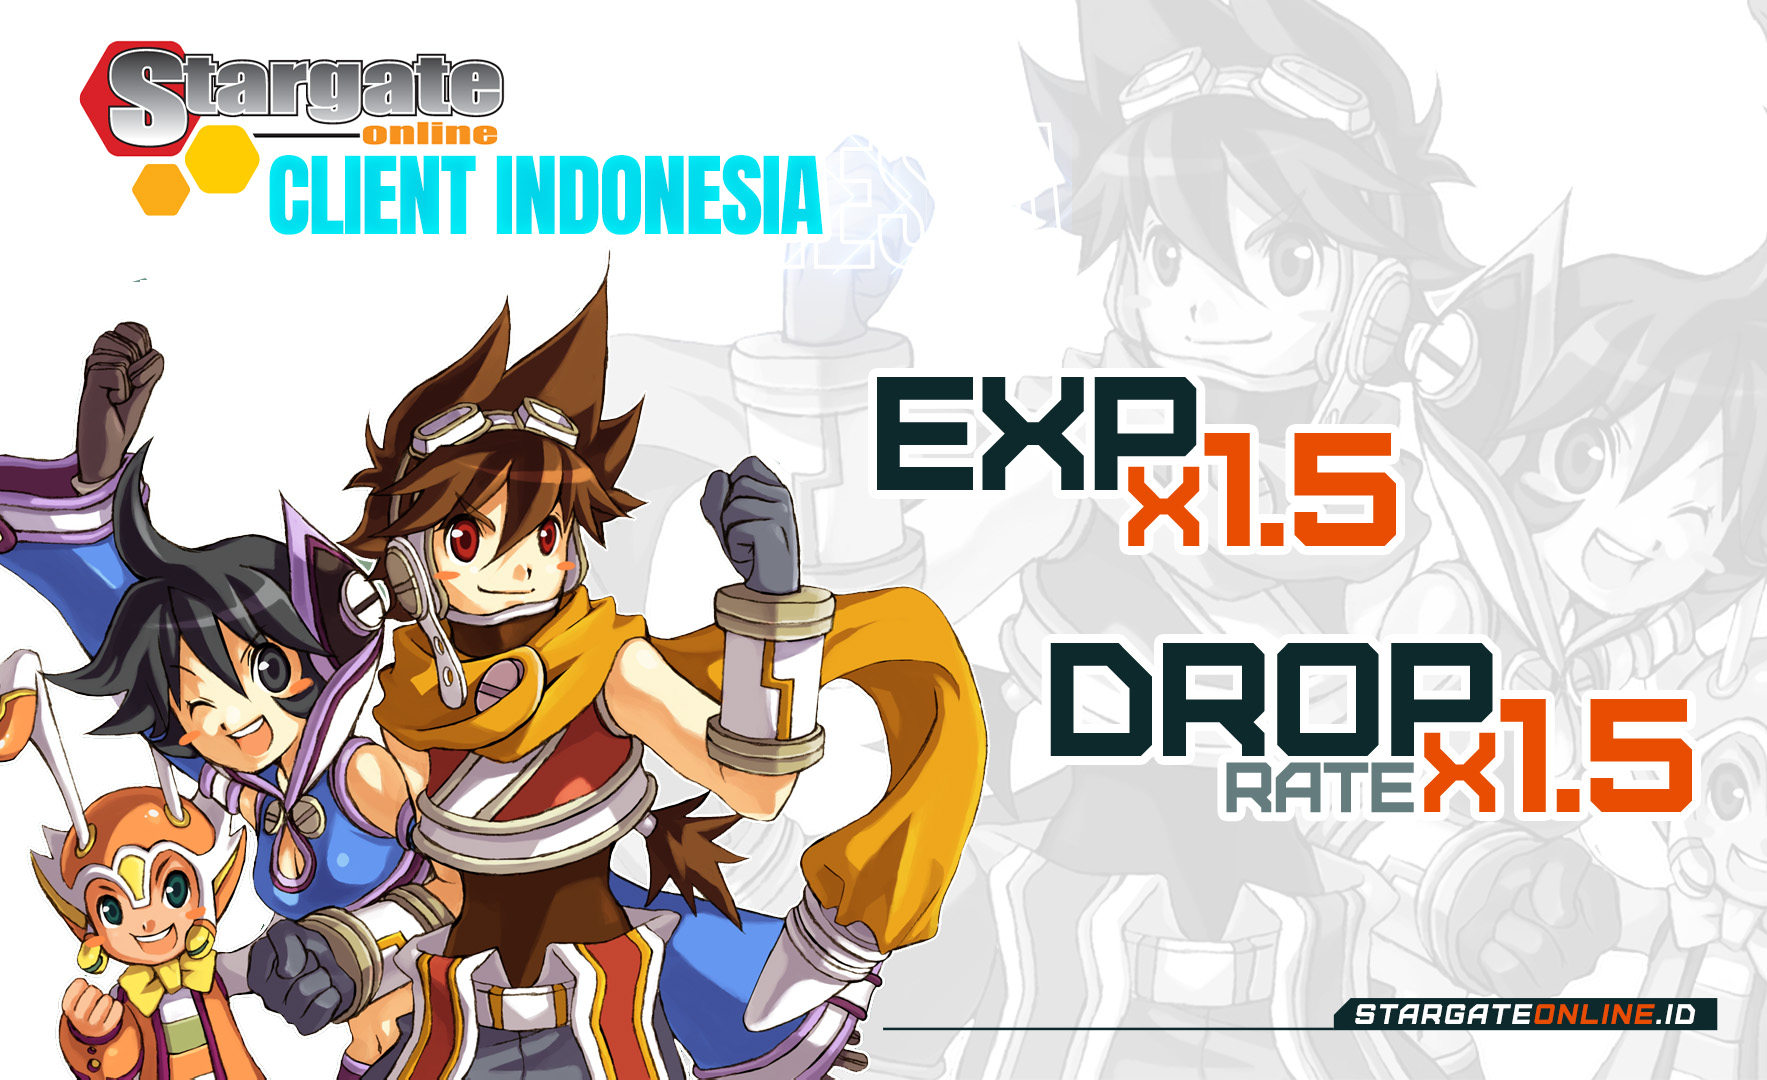 Stargate
online
CLIENT INDONESIA
EXP x1.5
DROP RATE x1.5
STARGATEONLINE.ID